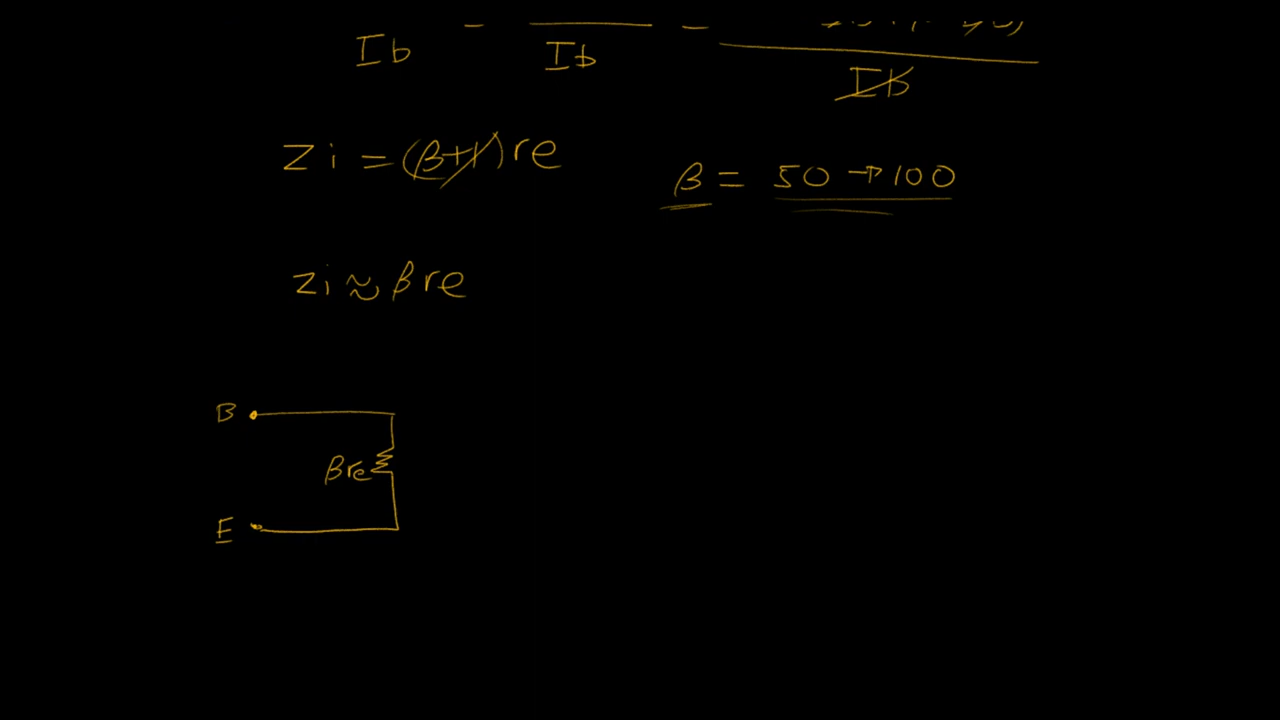 Ib Ib Ib
Zi = (β+1)re
β = 50 → 100
Zi ≈ βre
B
βre
E